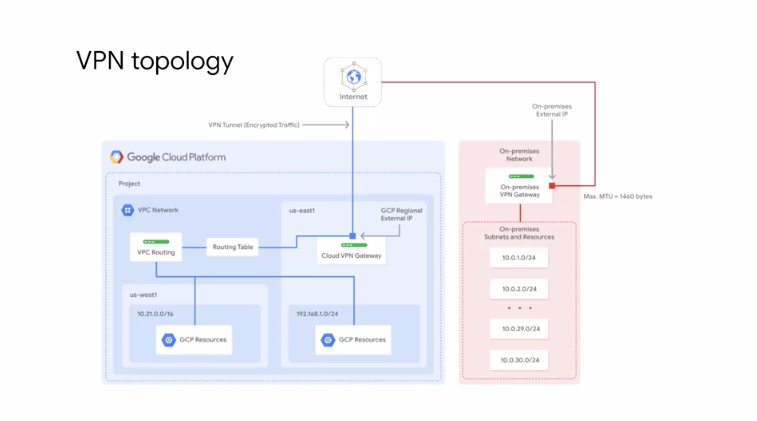 VPN topology
Internet
On-premises
External IP
VPN Tunnel (Encrypted Traffic)
Google Cloud Platform
On-premises
Network
Project
On-premises
VPN Gateway
Max. MTU = 1460 bytes
VPC Network
us-east1
GCP Regional
External IP
On-premises
Subnets and Resources
VPC Routing
Routing Table
Cloud VPN Gateway
10.0.1.0/24
us-west1
10.0.2.0/24
10.21.0.0/16
192.168.1.0/24
• • •
10.0.29.0/24
GCP Resources
GCP Resources
10.0.30.0/24